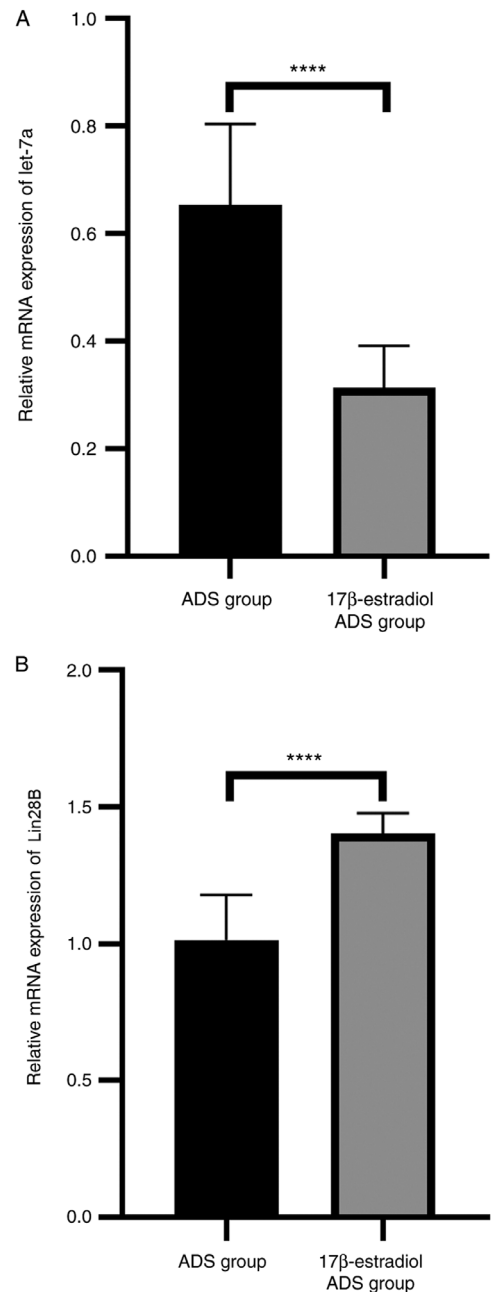 A
1.0
****
0.8
0.6
0.4
0.2
0.0
Relative mRNA expression of let-7a
ADS group
17β-estradiol
ADS group
B
2.0
****
1.5
1.0
0.5
0.0
Relative mRNA expression of Lin28B
ADS group
17β-estradiol
ADS group